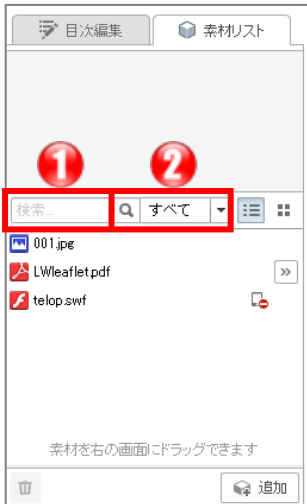 目次編集
素材リスト
1
2
検索...
すべて
001.jpg
LWleaflet.pdf
telop.swf
素材を右の画面にドラッグできます
追加